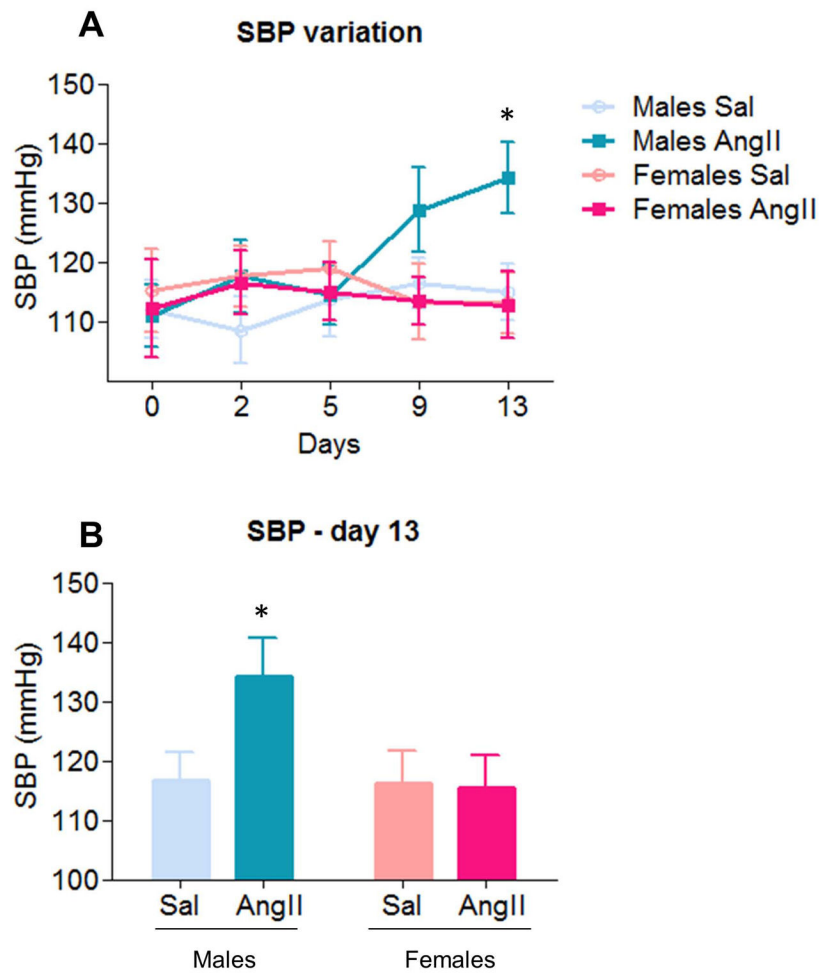 A
SBP variation
150
140
130
120
110
SBP (mmHg)
*
0 2 5 9 13
Days
Males Sal
Males AngII
Females Sal
Females AngII
B
SBP - day 13
150
140
130
120
110
100
SBP (mmHg)
*
Sal AngII Sal AngII
Males Females